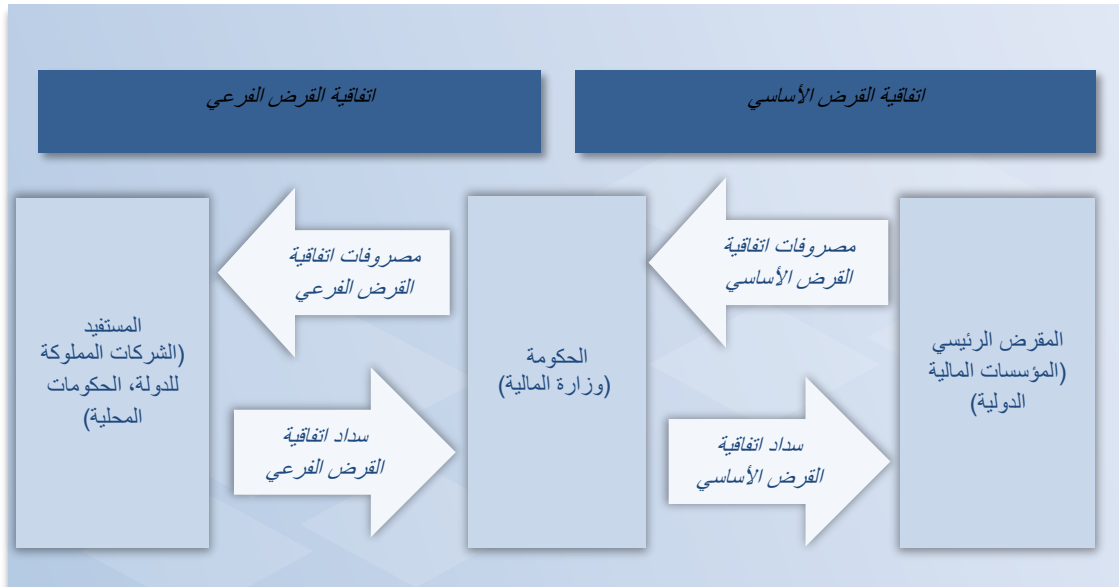 اتفاقية القرض الأساسي
اتفاقية القرض الفرعي
المقرض الرئيسي
(المؤسسات المالية
الدولية)
مصروفات اتفاقية
القرض الأساسي
سداد اتفاقية
القرض الأساسي
الحكومة
(وزارة المالية)
مصروفات اتفاقية
القرض الفرعي
سداد اتفاقية
القرض الفرعي
المستفيد
(الشركات المملوكة
للدولة، الحكومات
المحلية)